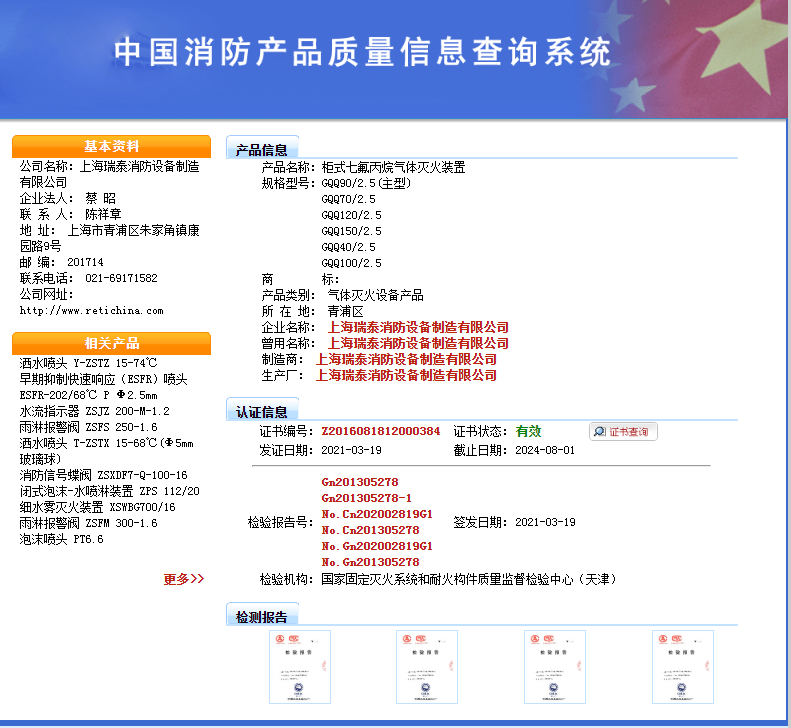 中国消防产品质量信息查询系统
基本资料
公司名称：上海瑞泰消防设备制造
有限公司
企业法人： 蔡 昭
联 系 人： 陈祥章
地 址： 上海市青浦区朱家角镇康
园路9号
邮 编： 201714
联系电话： 021-69171582
公司网址：
http://www.retichina.com
相关产品
洒水喷头 Y-ZSTZ 15-74℃
早期抑制快速响应（ESFR）喷头
ESFR-202/68℃ P Φ2.5mm
水流指示器 ZSJZ 200-M-1.2
雨淋报警阀 ZSFS 250-1.6
洒水喷头 T-ZSTX 15-68℃(Φ5mm
玻璃球)
消防信号蝶阀 ZSXDF7-Q-100-16
闭式泡沫-水喷淋装置 ZPS 112/20
细水雾灭火装置 XSWBG700/16
雨淋报警阀 ZSFM 300-1.6
泡沫喷头 PT6.6
更多>>
产品信息
产品名称：柜式七氟丙烷气体灭火装置
规格型号：GQQ90/2.5(主型)
GQQ70/2.5
GQQ120/2.5
GQQ150/2.5
GQQ40/2.5
GQQ100/2.5
商 标：
产品类别： 气体灭火设备产品
所 在 地： 青浦区
企业名称： 上海瑞泰消防设备制造有限公司
曾用名称： 上海瑞泰消防设备制造有限公司
制造商： 上海瑞泰消防设备制造有限公司
生产厂： 上海瑞泰消防设备制造有限公司
认证信息
证书编号：Z2016081812000384 证书状态：有效 证书查询
发证日期：2021-03-19 截止日期：2024-08-01
Gn201305278
Gn201305278-1
No.Cn202002819G1
检验报告号：No.Cn201305278 签发日期：2021-03-19
No.Gn202002819G1
No.Gn201305278
检验机构：国家固定灭火系统和耐火构件质量监督检验中心（天津）
检测报告
检 验 报 告
检 验 报 告
检 验 报 告
检 验 报 告